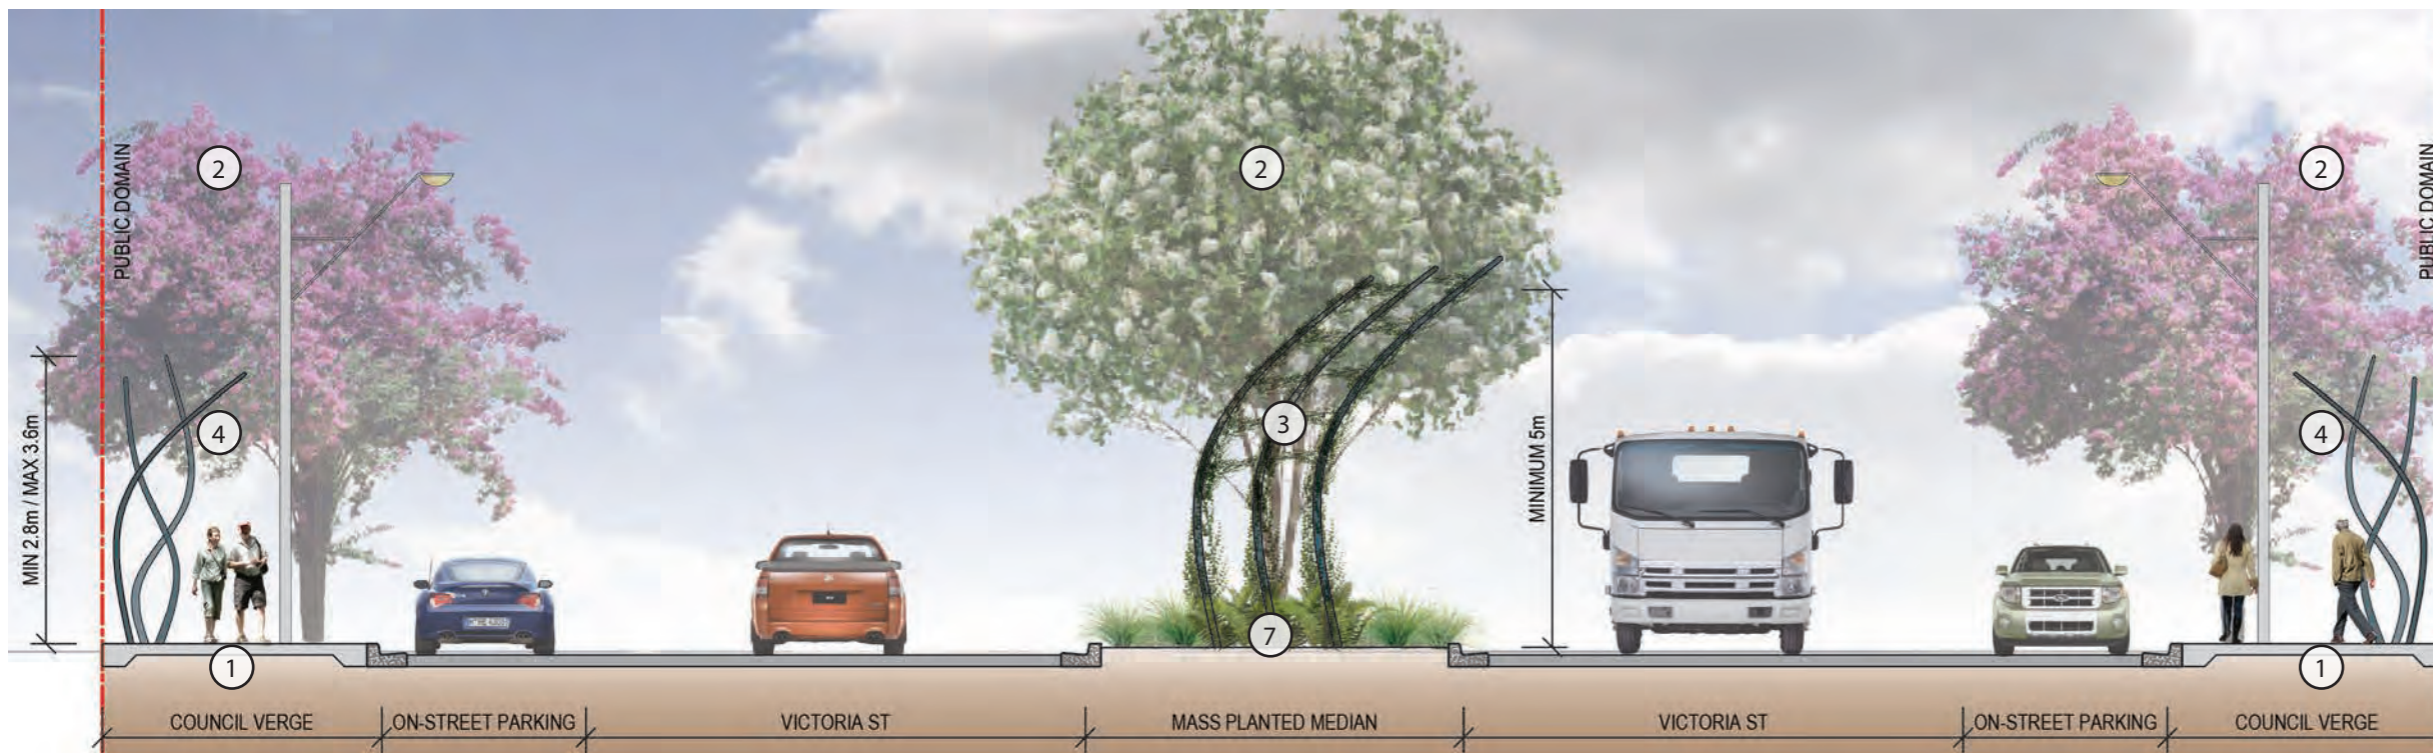 2
2
2
PUBLIC DOMAIN
PUBLIC DOMAIN
MIN 2.8m / MAX 3.6m
4
3
MINIMUM 5m
4
1
7
1
COUNCIL VERGE
ON-STREET PARKING
VICTORIA ST
MASS PLANTED MEDIAN
VICTORIA ST
ON-STREET PARKING
COUNCIL VERGE